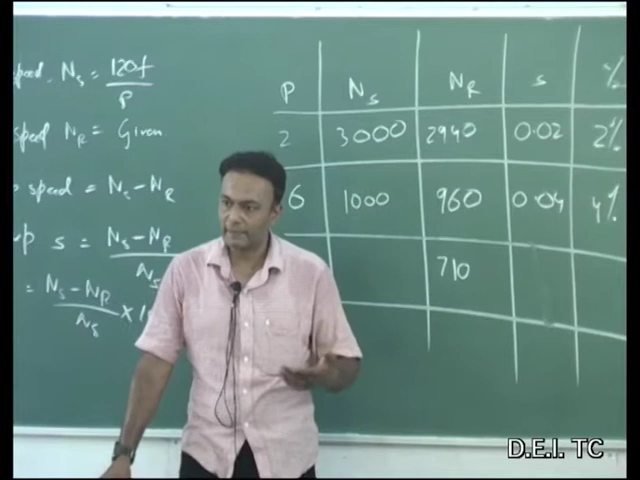 speed, Ns = 120f / P
speed NR = Given
speed = Ns - NR
p s = Ns - NR / Ns
= Ns - NR / Ns × 1
P Ns NR s %
2 3000 2940 0.02 2%
6 1000 960 0.04 4%
710
D.E.I. TC